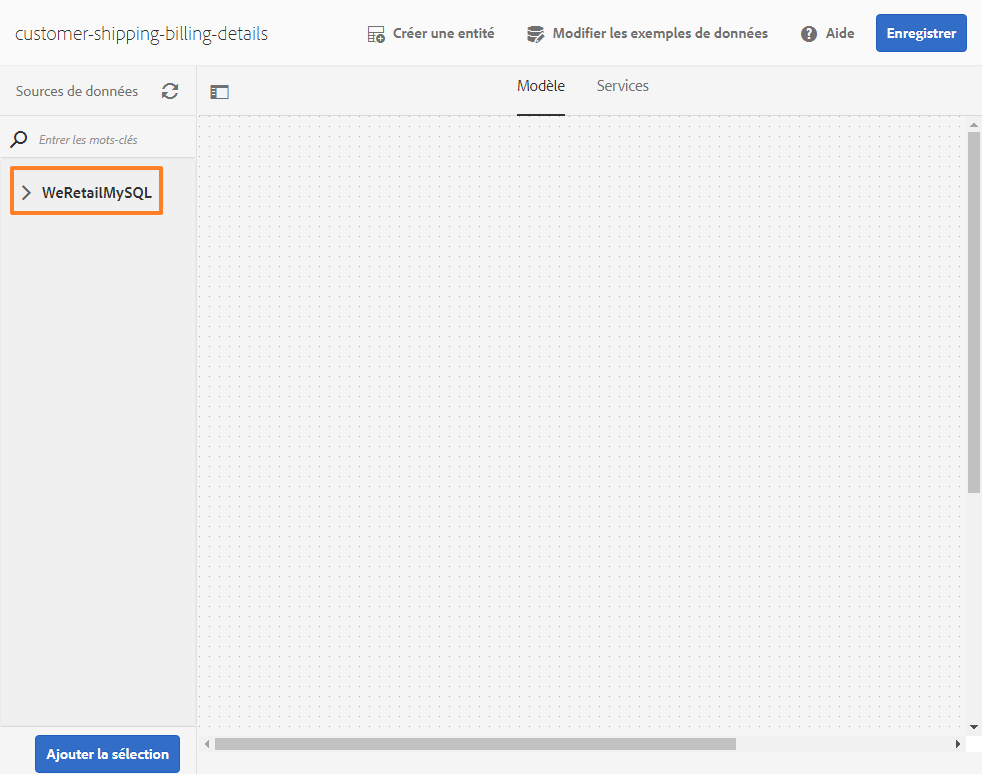 customer-shipping-billing-details
Créer une entité
Modifier les exemples de données
Aide
Enregistrer
Sources de données
Modèle
Services
Entrer les mots-clés
WeRetailMySQL
Ajouter la sélection